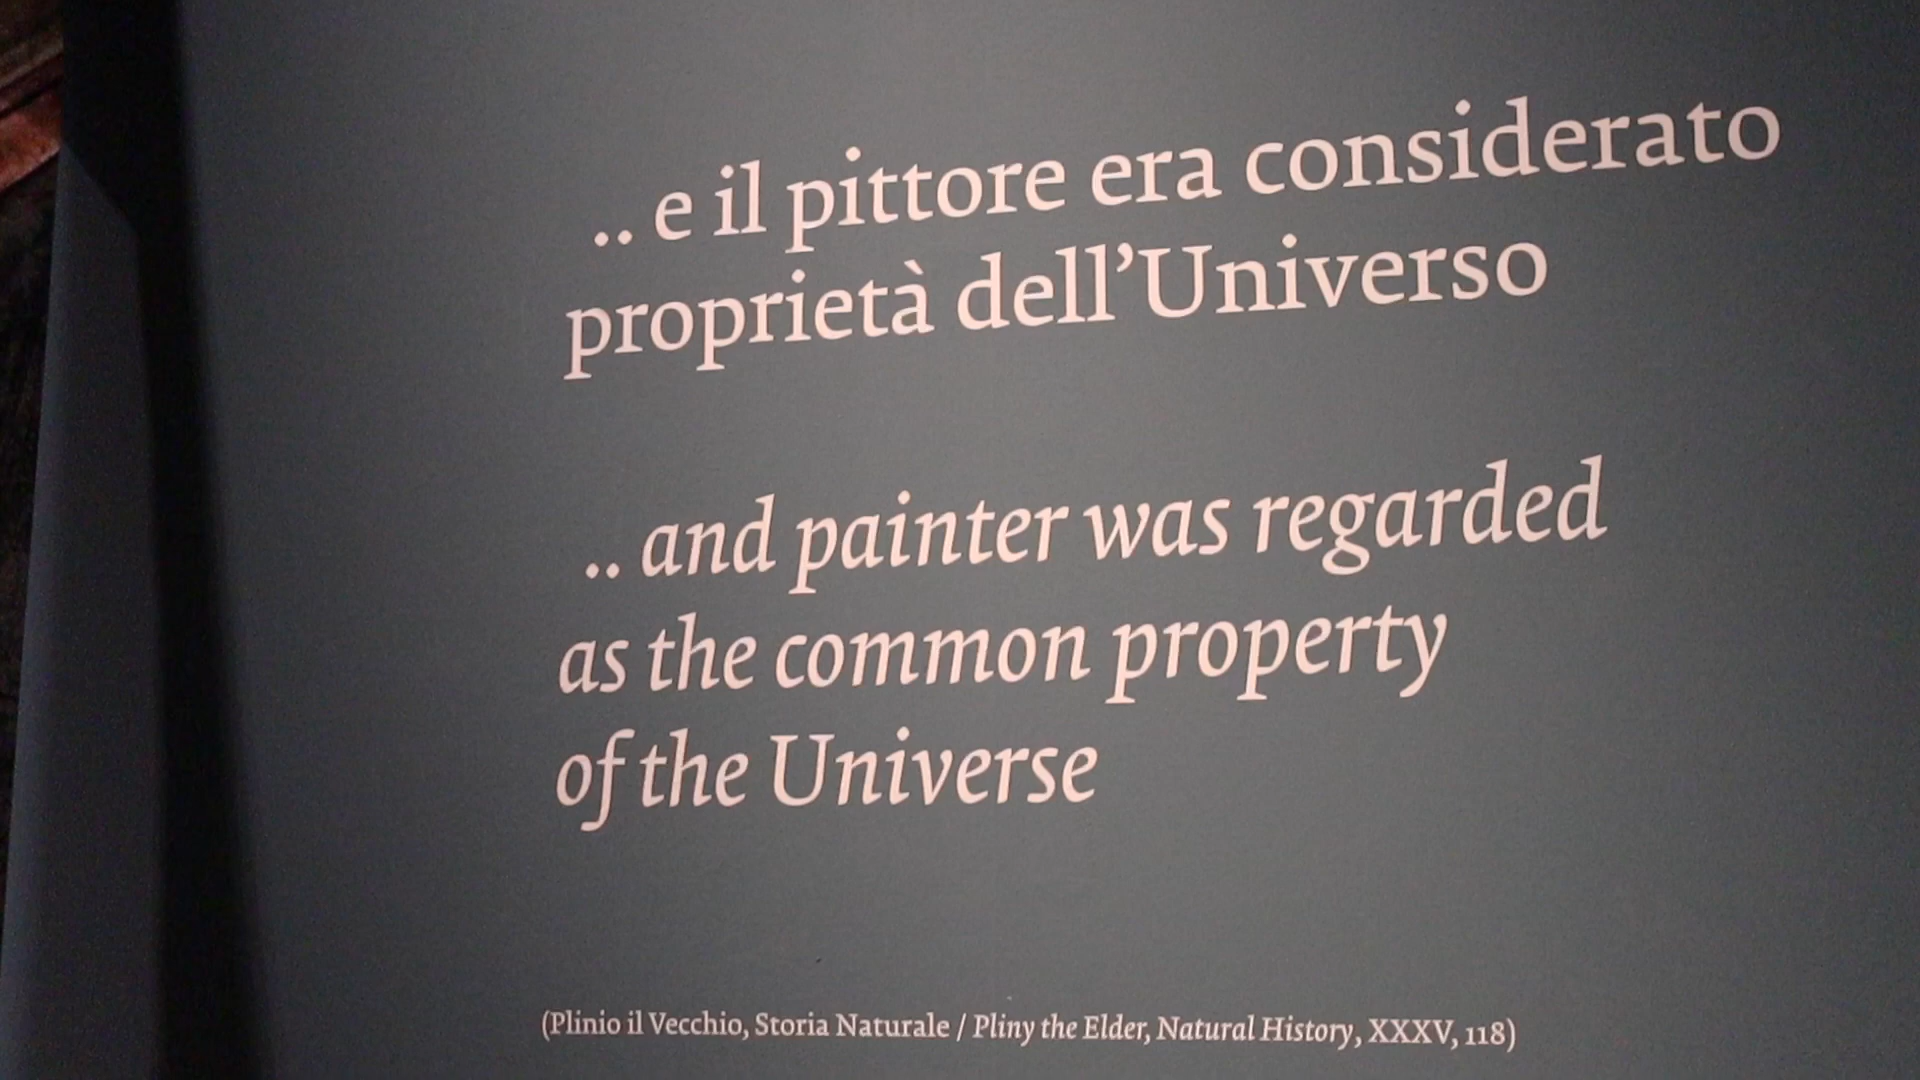 .. e il pittore era considerato
proprietà dell’Universo
.. and painter was regarded
as the common property
of the Universe
(Plinio il Vecchio, Storia Naturale / Pliny the Elder, Natural History, XXXV, 118)